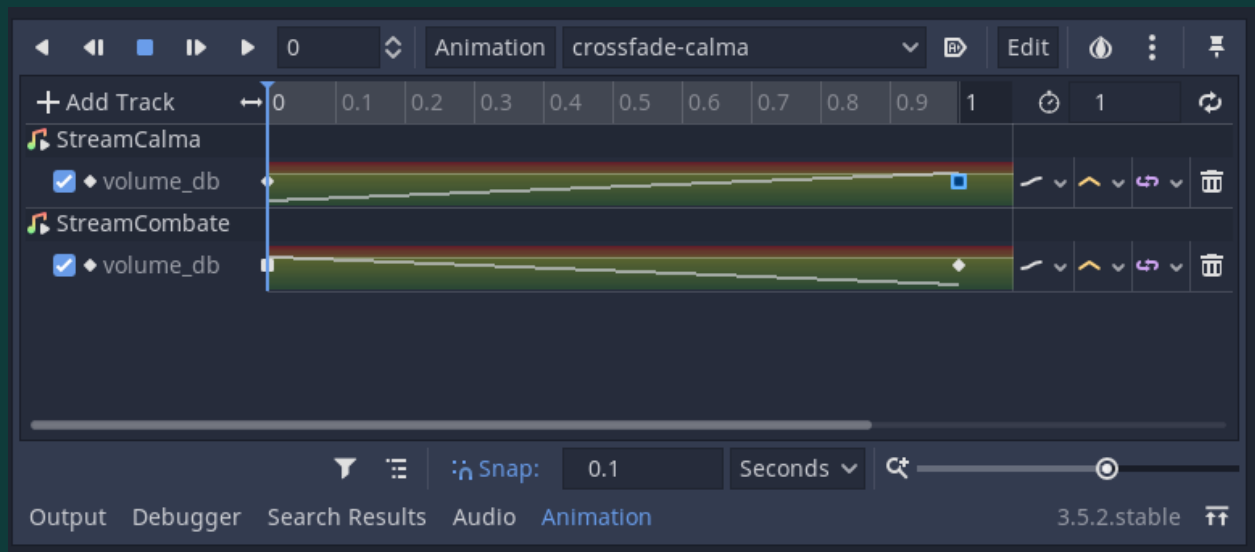 0 Animation crossfade-calma Edit
Add Track 0 0.1 0.2 0.3 0.4 0.5 0.6 0.7 0.8 0.9 1 1
StreamCalma
volume_db
StreamCombate
volume_db
Snap: 0.1 Seconds
Output Debugger Search Results Audio Animation 3.5.2.stable